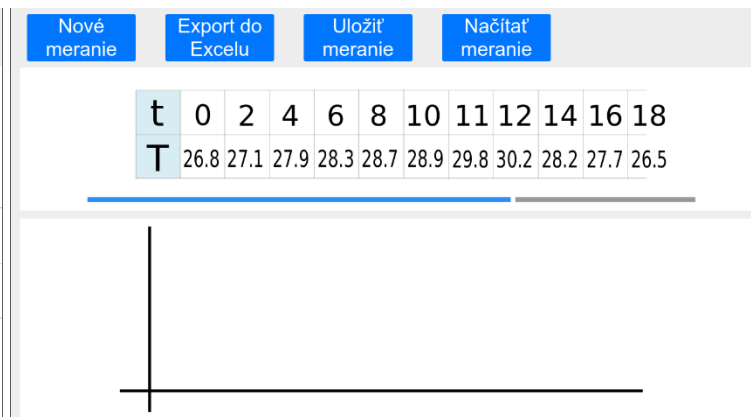 Nové meranie
Export do Excelu
Uložiť meranie
Načítať meranie
t 0 2 4 6 8 10 11 12 14 16 18
T 26.8 27.1 27.9 28.3 28.7 28.9 29.8 30.2 28.2 27.7 26.5